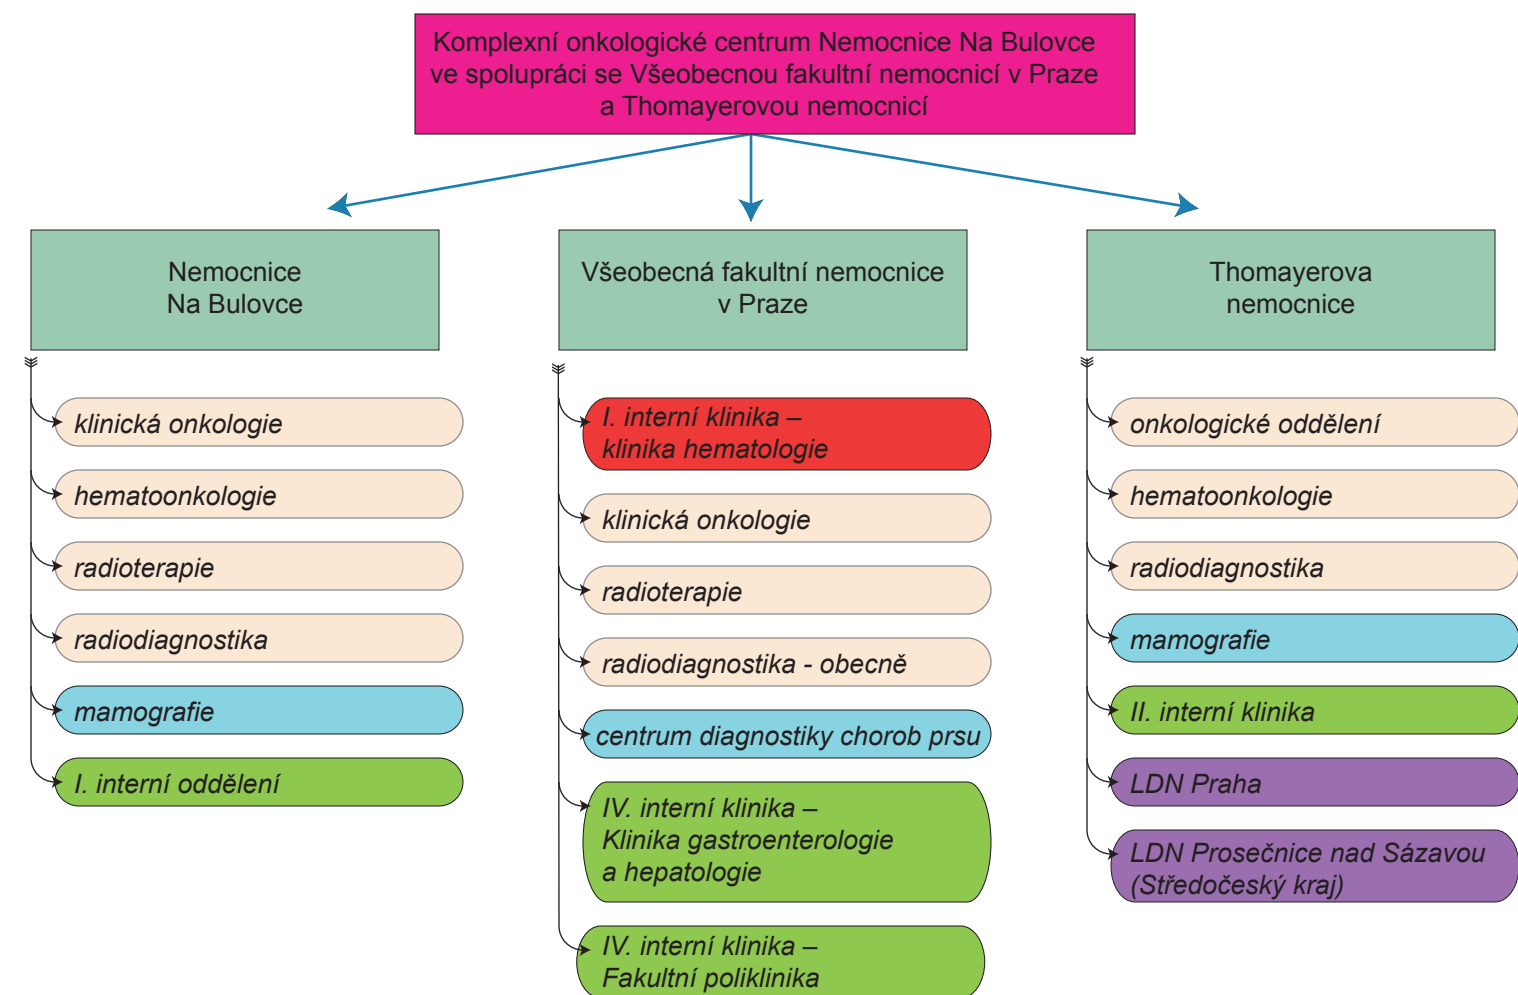 Komplexní onkologické centrum Nemocnice Na Bulovce
ve spolupráci se Všeobecnou fakultní nemocnicí v Praze
a Thomayerovou nemocnicí
Nemocnice
Na Bulovce
klinická onkologie
hematoonkologie
radioterapie
radiodiagnostika
mamografie
I. interní oddělení
Všeobecná fakultní nemocnice
v Praze
I. interní klinika –
klinika hematologie
klinická onkologie
radioterapie
radiodiagnostika - obecně
centrum diagnostiky chorob prsu
IV. interní klinika –
Klinika gastroenterologie
a hepatologie
IV. interní klinika –
Fakultní poliklinika
Thomayerova
nemocnice
onkologické oddělení
hematoonkologie
radiodiagnostika
mamografie
II. interní klinika
LDN Praha
LDN Prosečnice nad Sázavou
(Středočeský kraj)